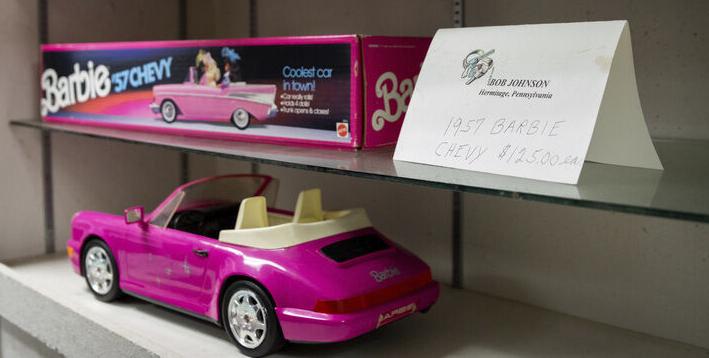 Barbie '57 CHEVY
Coolest car
in town!
•Car really rolls!
•Holds 4 dolls!
•Trunk opens & closes!
Ba
BOB JOHNSON
Hermitage, Pennsylvania
1957 BARBIE
CHEVY $125.00 ea
Barbie